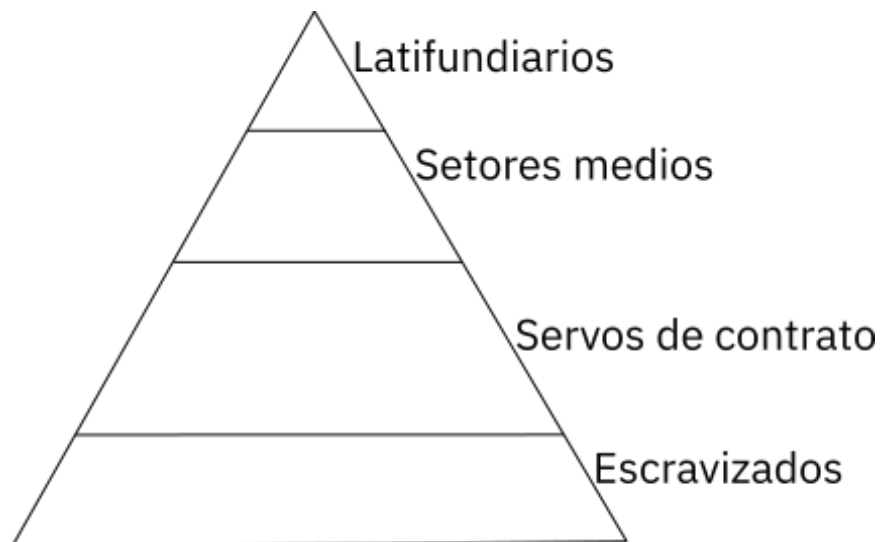 Latifundiarios
Setores medios
Servos de contrato
Escravizados